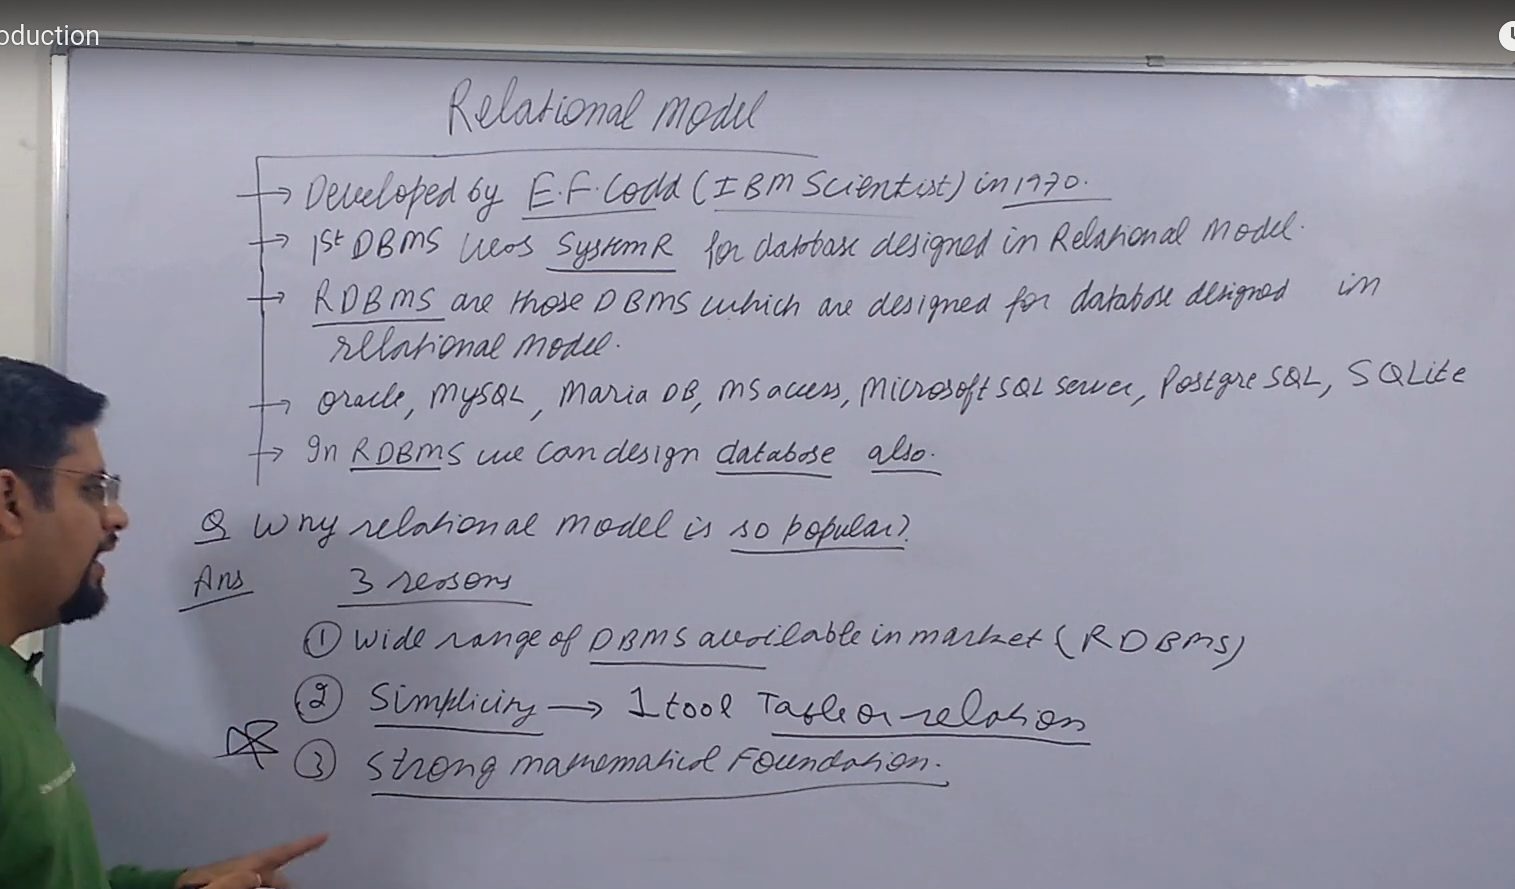 oduction
Relational Model
→ Developed by E.F. Codd (IBM Scientist) in 1970.
→ 1st DBMS was System R for database designed in Relational Model.
→ RDBMS are those DBMS which are designed for database designed in
relational model.
→ Oracle, MySQL, Maria DB, MS access, Microsoft SQL server, PostgreSQL, SQLite
→ In RDBMS we can design database also.
Q Why relational model is so popular?
Ans 3 reasons
① Wide range of DBMS available in market (RDBMS)
② Simplicity → 1 tool Table or relation
③ Strong mathematical Foundation.